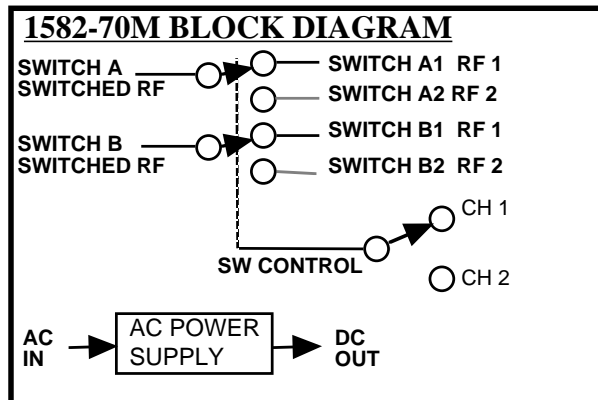 1582-70M BLOCK DIAGRAM
SWITCH A
SWITCHED RF
SWITCH A1 RF 1
SWITCH A2 RF 2
SWITCH B
SWITCHED RF
SWITCH B1 RF 1
SWITCH B2 RF 2
CH 1
SW CONTROL
CH 2
AC
IN
AC POWER
SUPPLY
DC
OUT